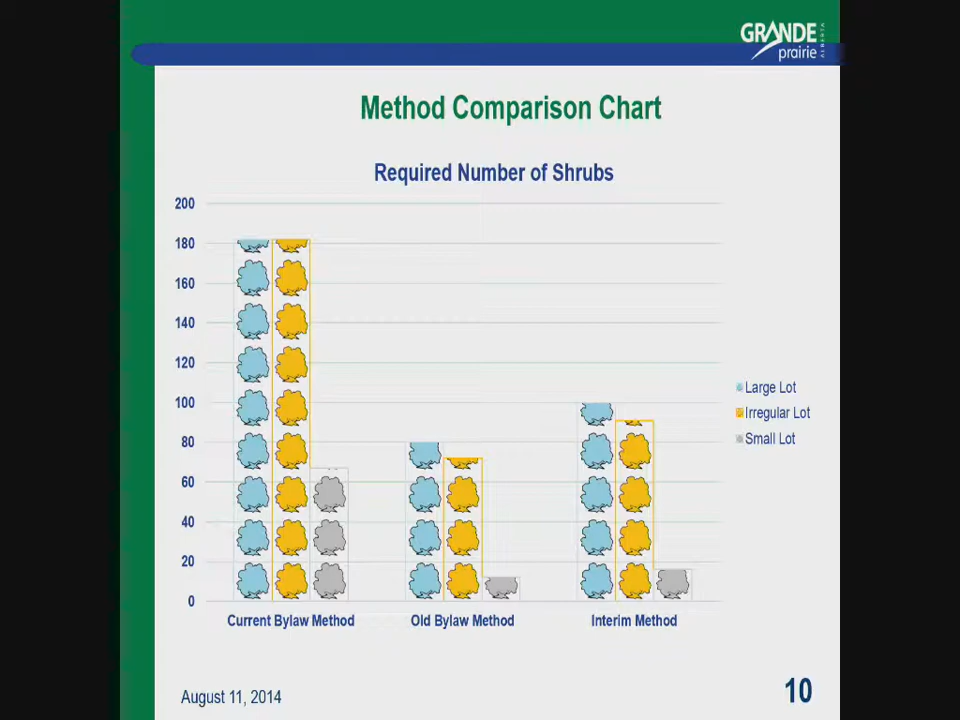 GRANDE
prairie
ALBERTA
Method Comparison Chart
Required Number of Shrubs
200
180
160
140
120
100
80
60
40
20
0
Large Lot
Irregular Lot
Small Lot
Current Bylaw Method
Old Bylaw Method
Interim Method
August 11, 2014
10